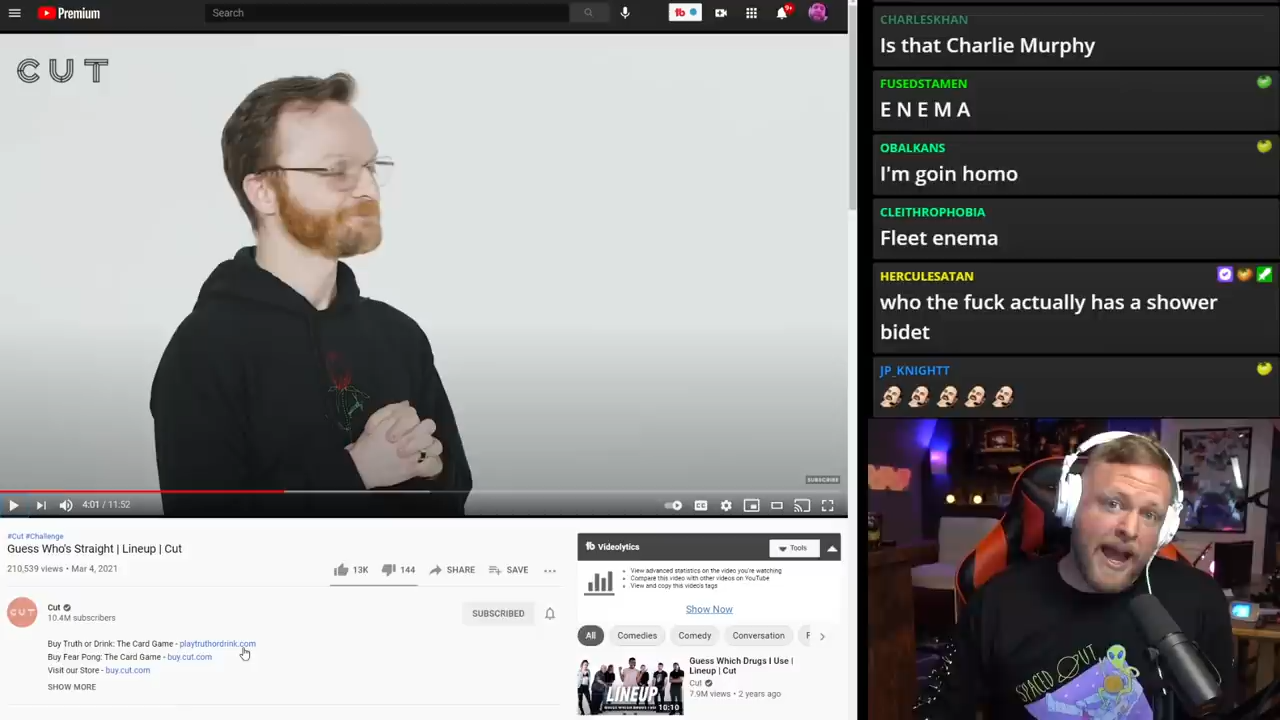 Premium
Search
9+
CUT
SUBSCRIBE
4:01 / 11:52
#Cut #Challenge
Guess Who's Straight | Lineup | Cut
210,539 views • Mar 4, 2021
13K
144
SHARE
SAVE
CUT
Cut
10.4M subscribers
SUBSCRIBED
Buy Truth or Drink: The Card Game - playtruthordrink.com
Buy Fear Pong: The Card Game - buy.cut.com
Visit our Store - buy.cut.com
SHOW MORE
Videolytics
Tools
View advanced statistics on the video you're watching
Compare this video with other videos on YouTube
View and copy this video's tags
Show Now
All
Comedies
Comedy
Conversation
F
LINEUP
10:10
Guess Which Drugs I Use |
Lineup | Cut
Cut
7.9M views • 2 years ago
CHARLESKHAN
Is that Charlie Murphy
FUSEDSTAMEN
E N E M A
OBALKANS
I'm goin homo
CLEITHROPHOBIA
Fleet enema
HERCULESATAN
who the fuck actually has a shower
bidet
JP_KNIGHTT
SPACED OUT